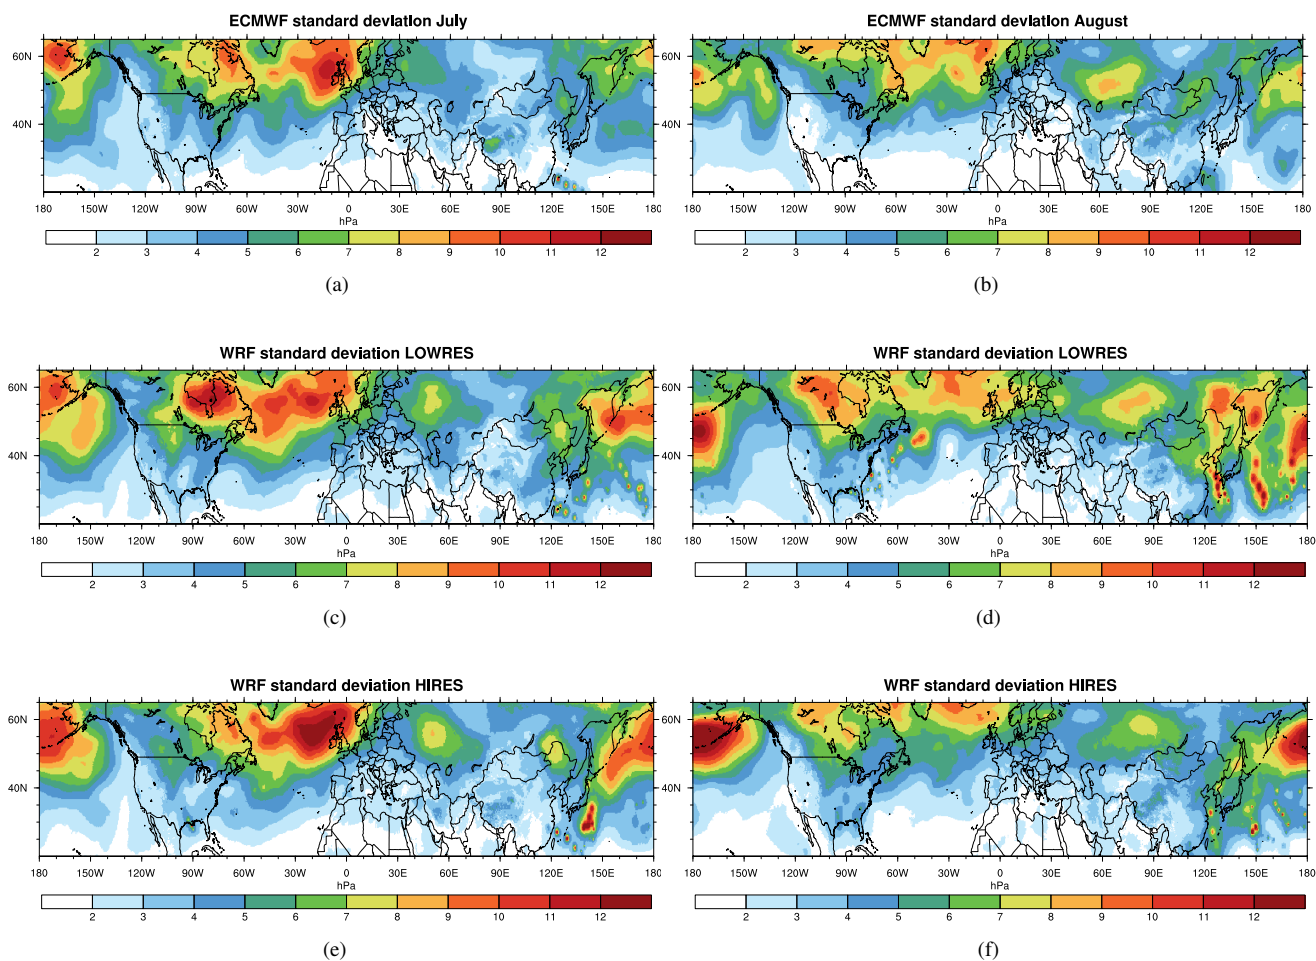 ECMWF standard deviation July
ECMWF standard deviation August
60N
40N
180 150W 120W 90W 60W 30W 0 30E 60E 90E 120E 150E 180
hPa
2 3 4 5 6 7 8 9 10 11 12
(a)
60N
40N
180 150W 120W 90W 60W 30W 0 30E 60E 90E 120E 150E 180
hPa
2 3 4 5 6 7 8 9 10 11 12
(b)
WRF standard deviation LOWRES
WRF standard deviation LOWRES
60N
40N
180 150W 120W 90W 60W 30W 0 30E 60E 90E 120E 150E 180
hPa
2 3 4 5 6 7 8 9 10 11 12
(c)
60N
40N
180 150W 120W 90W 60W 30W 0 30E 60E 90E 120E 150E 180
hPa
2 3 4 5 6 7 8 9 10 11 12
(d)
WRF standard deviation HIRES
WRF standard deviation HIRES
60N
40N
180 150W 120W 90W 60W 30W 0 30E 60E 90E 120E 150E 180
hPa
2 3 4 5 6 7 8 9 10 11 12
(e)
60N
40N
180 150W 120W 90W 60W 30W 0 30E 60E 90E 120E 150E 180
hPa
2 3 4 5 6 7 8 9 10 11 12
(f)